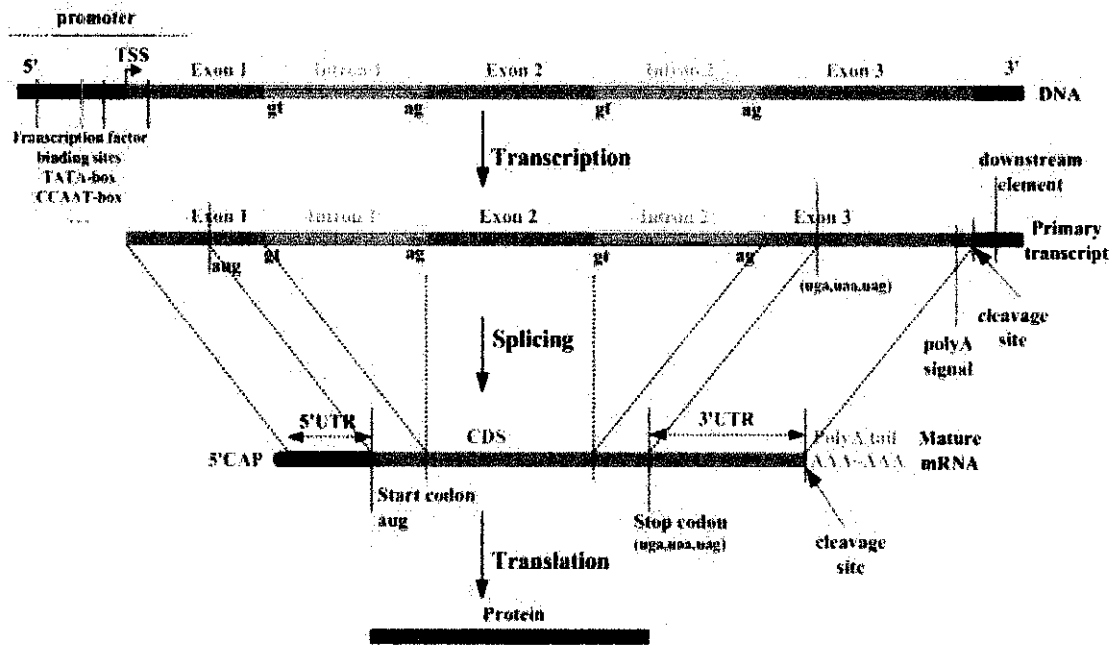 promoter
5'
TSS
Exon 1
Intron 1
Exon 2
Intron 2
Exon 3
3'
gt
ag
gt
ag
DNA
Transcription factor
binding sites
TATA-box
CCAAT-box
...
Transcription
downstream
element
Exon 1
Intron 1
Exon 2
Intron 2
Exon 3
Primary
transcript
gt
aug
ag
gt
ag
(uga,uaa,uag)
cleavage
site
polyA
signal
Splicing
5'UTR
CDS
3'UTR
PolyA tail
AAA~AAA
Mature
mRNA
5'CAP
Start codon
aug
Stop codon
(uga,uaa,uag)
cleavage
site
Translation
Protein